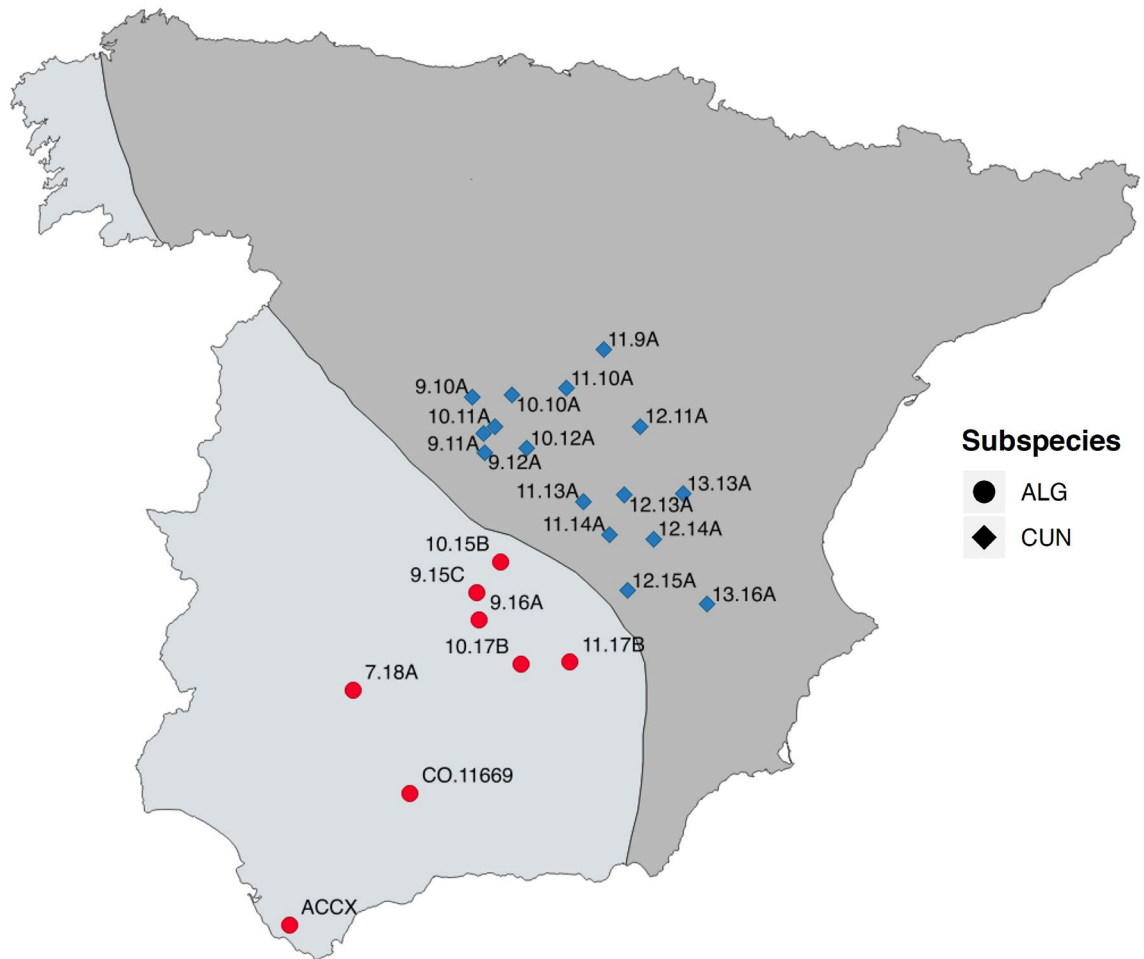 11.9A
11.10A
9.10A
10.10A
10.11A
12.11A
9.11A
10.12A
9.12A
Subspecies
ALG
CUN
13.13A
11.13A
12.13A
11.14A
12.14A
10.15B
9.15C
12.15A
13.16A
9.16A
10.17B
11.17B
7.18A
CO.11669
ACCX